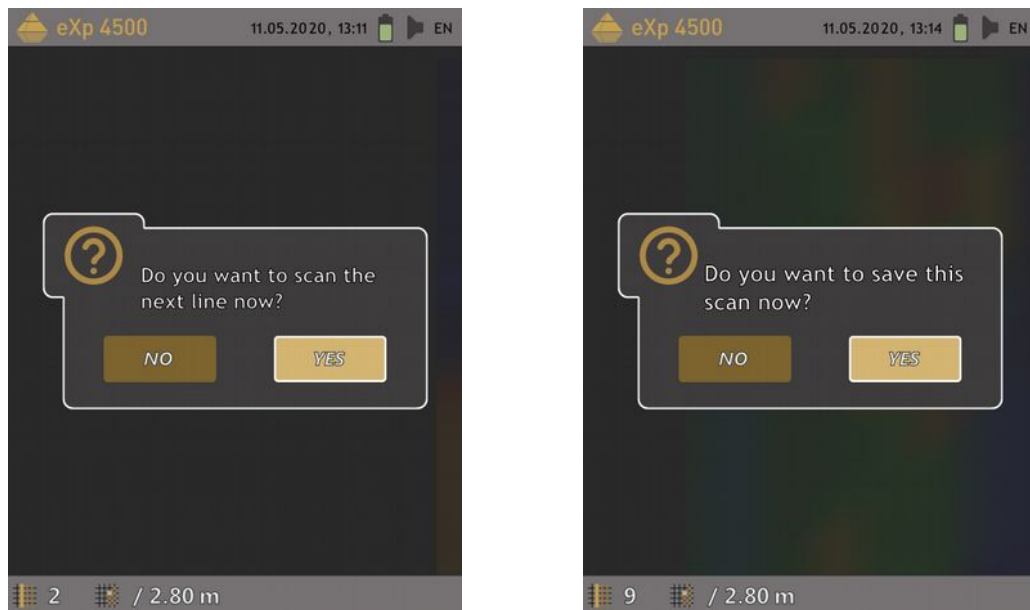 eXp 4500 11.05.2020, 13:11 EN
?
Do you want to scan the
next line now?
NO YES
2 / 2.80 m
eXp 4500 11.05.2020, 13:14 EN
?
Do you want to save this
scan now?
NO YES
9 / 2.80 m